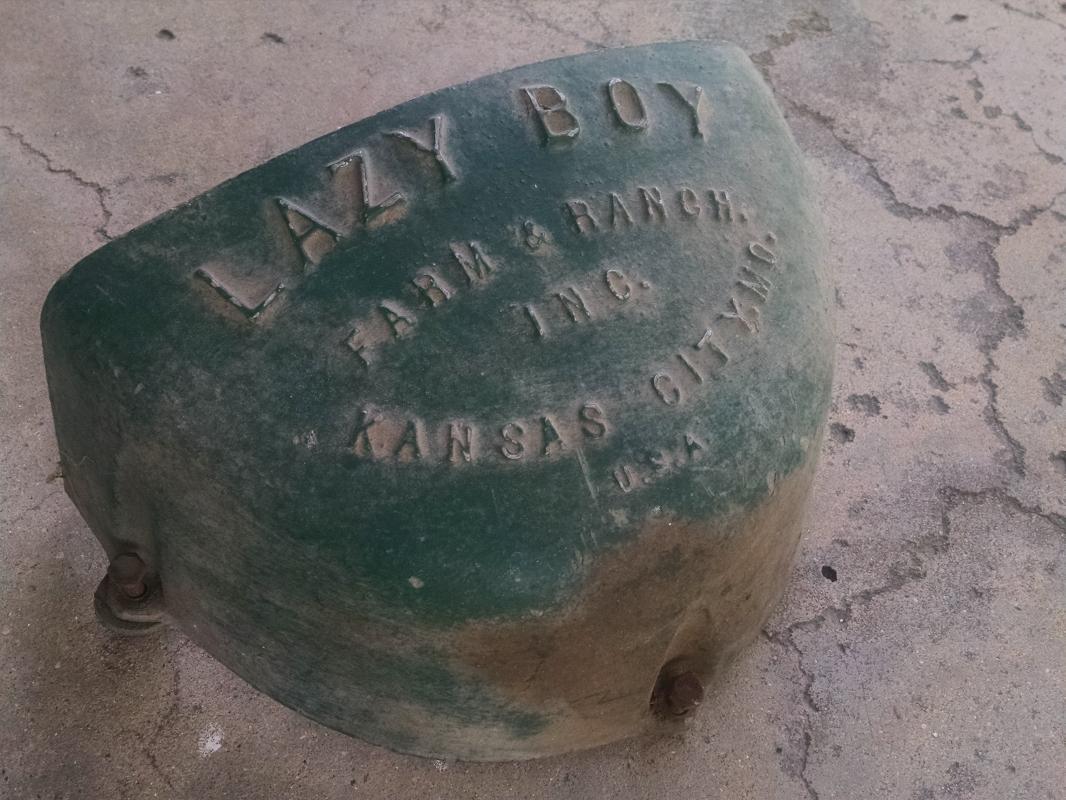 LAZY BOY
FARM & RANCH.
INC.
KANSAS CITY.MO.
U.S.A